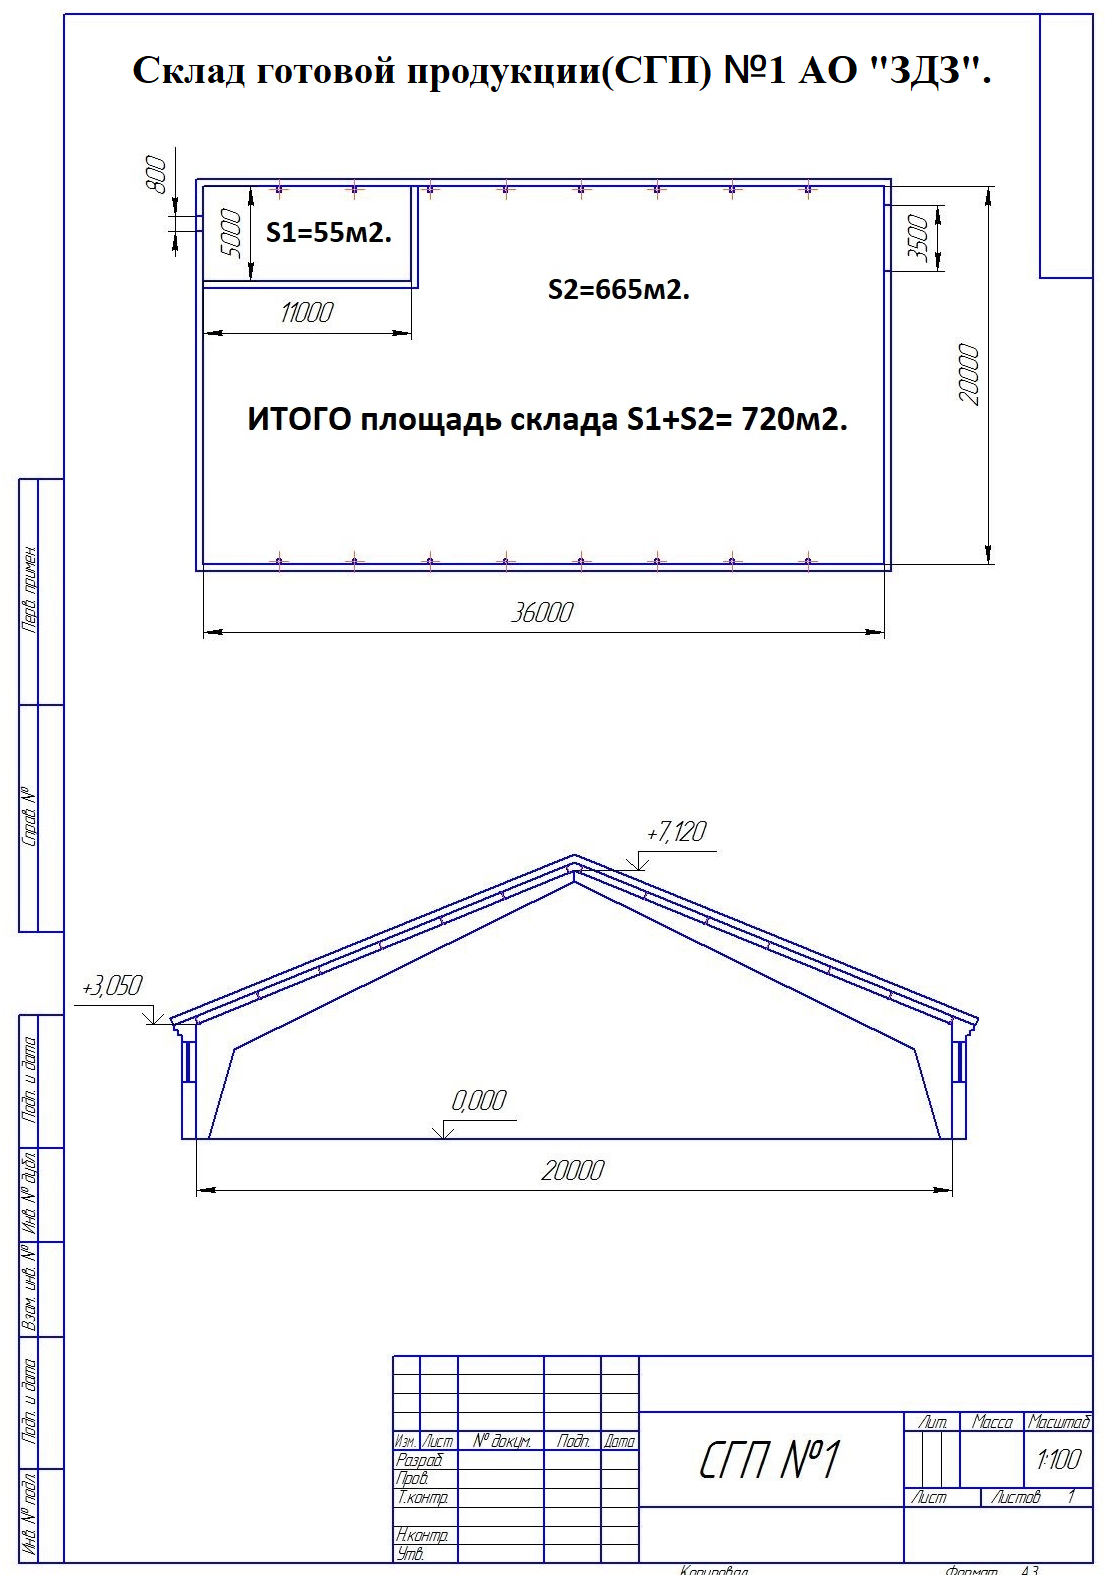 Склад готовой продукции(СГП) №1 АО "ЗДЗ".
800
5000
S1=55м2.
3500
S2=665м2.
11000
20000
ИТОГО площадь склада S1+S2= 720м2.
36000
Перв. примен.
Справ. №
+7,120
+3,050
0,000
20000
Подп. и дата
Инв. № дубл.
Взам. инв. №
Подп. и дата
Инв. № подл.
Изм. Лист № докум. Подп. Дата
Разраб.
Пров.
Т.контр.
Н.контр.
Утв.
СГП №1
Лит. Масса Масштаб
1:100
Лист Листов 1
Копировал Формат А3